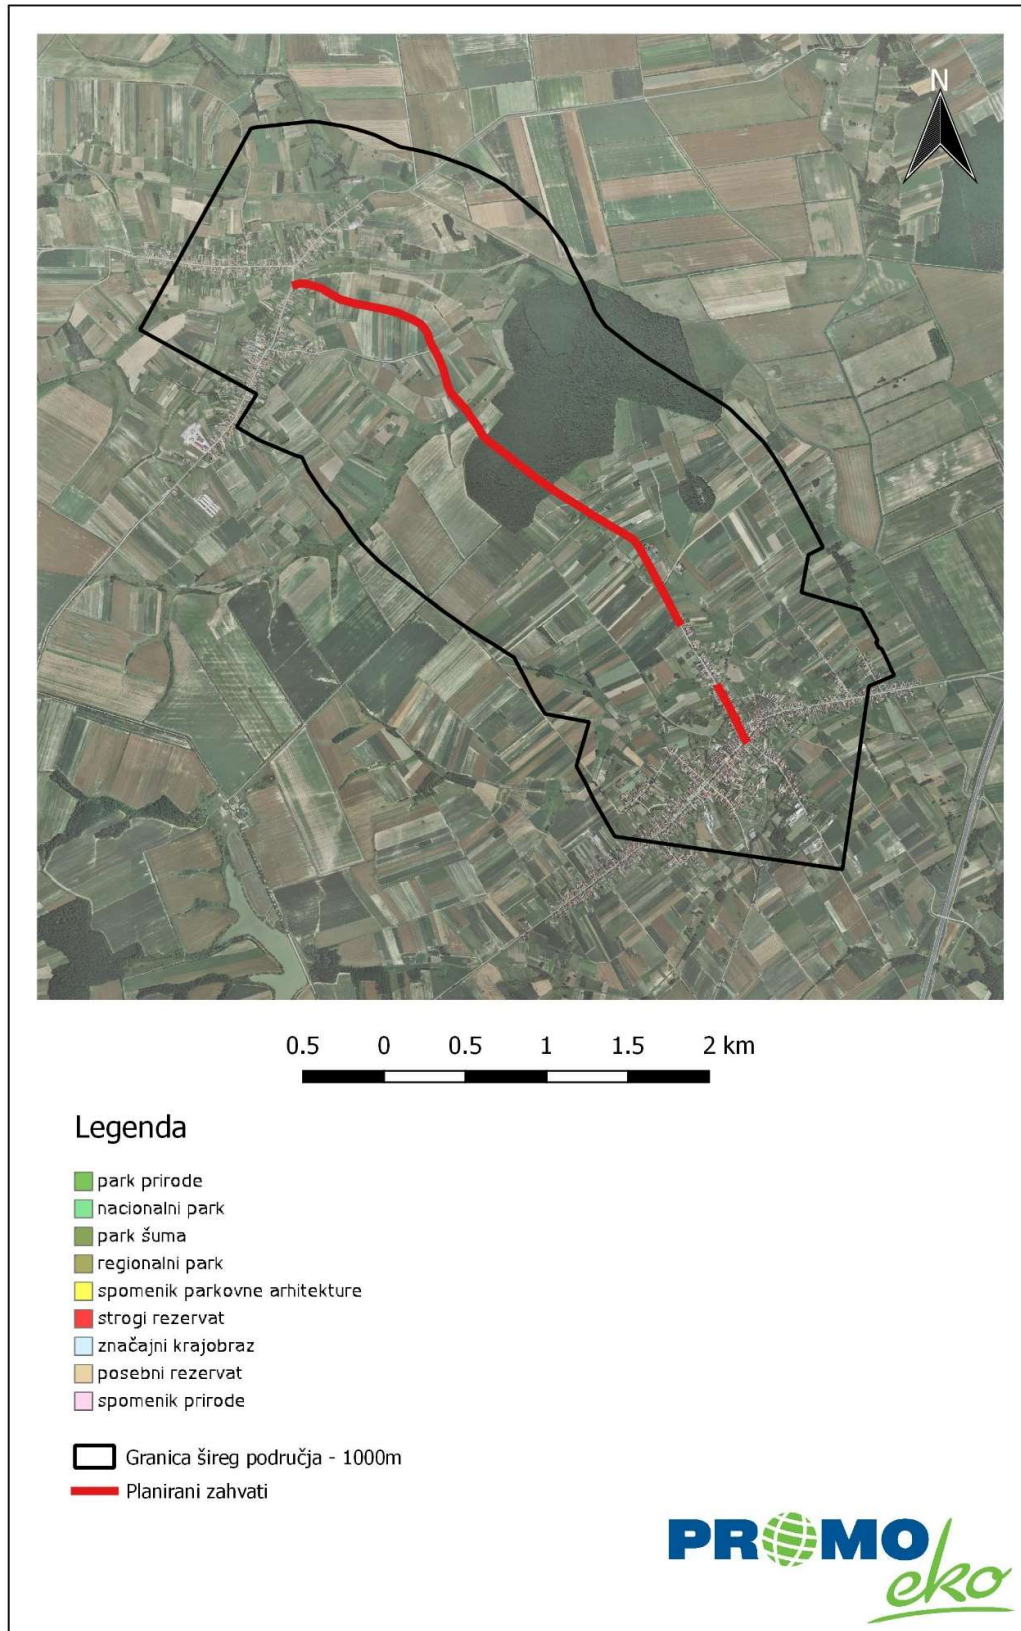 N
0.5 0 0.5 1 1.5 2 km
Legenda
park prirode
nacionalni park
park šuma
regionalni park
spomenik parkovne arhitekture
strogi rezervat
značajni krajobraz
posebni rezervat
spomenik prirode
Granica šireg područja - 1000m
Planirani zahvati
PROMO
eko